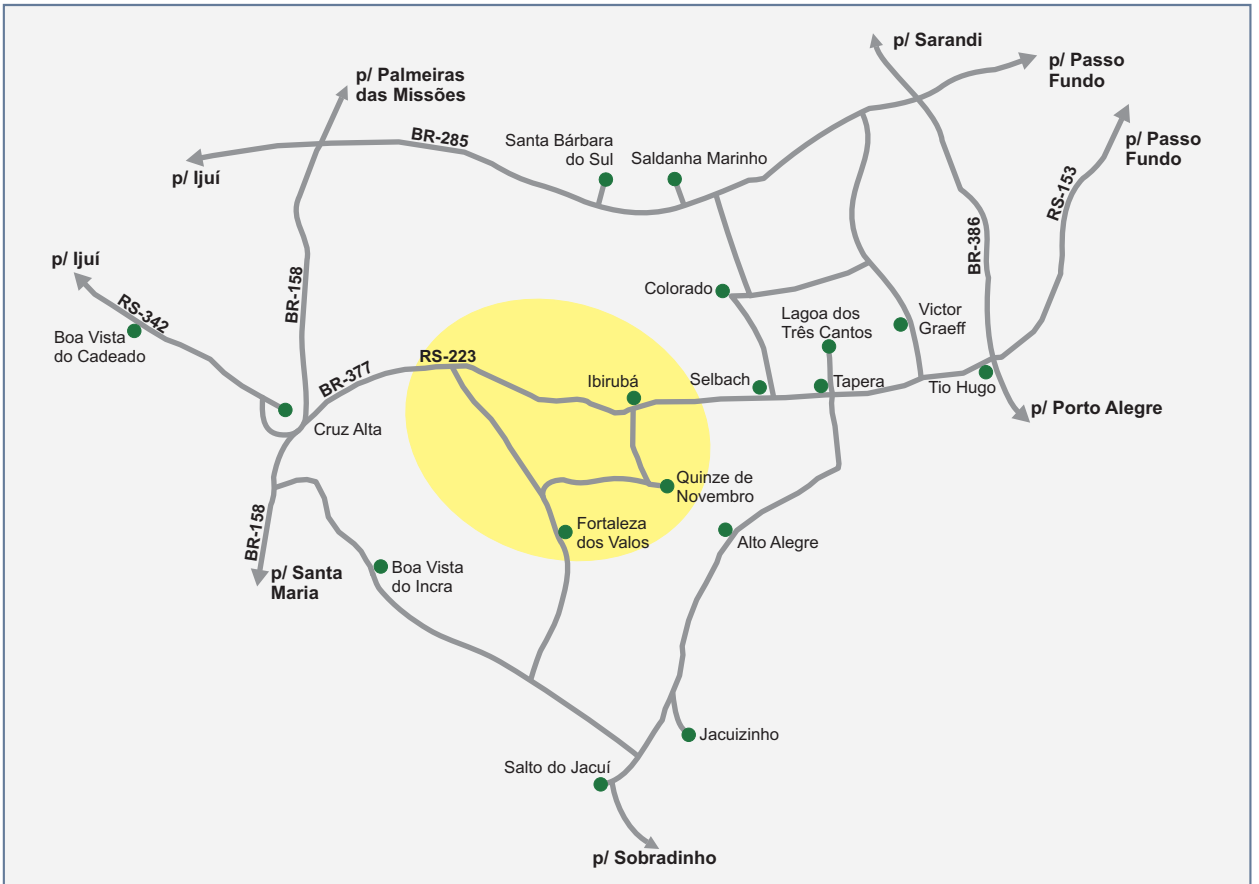 p/ Sarandi
p/ Passo
Fundo
p/ Palmeiras
das Missões
BR-285
Santa Bárbara
do Sul
Saldanha Marinho
p/ Passo
Fundo
p/ Ijuí
RS-153
BR-386
p/ Ijuí
BR-158
RS-342
Boa Vista
do Cadeado
Colorado
Lagoa dos
Três Cantos
Victor
Graeff
BR-377
RS-223
Ibirubá
Selbach
Tapera
Tio Hugo
p/ Porto Alegre
Cruz Alta
Quinze de
Novembro
BR-158
Fortaleza
dos Valos
Alto Alegre
p/ Santa
Maria
Boa Vista
do Incra
Jacuizinho
Salto do Jacuí
p/ Sobradinho